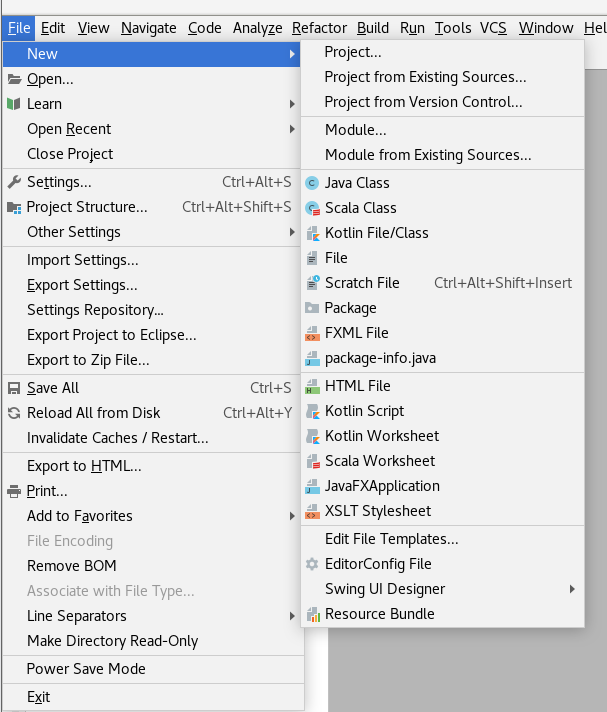 File Edit View Navigate Code Analyze Refactor Build Run Tools VCS Window Hel
New
Open...
Learn
Open Recent
Close Project
Settings... Ctrl+Alt+S
Project Structure... Ctrl+Alt+Shift+S
Other Settings
Import Settings...
Export Settings...
Settings Repository...
Export Project to Eclipse...
Export to Zip File...
Save All Ctrl+S
Reload All from Disk Ctrl+Alt+Y
Invalidate Caches / Restart...
Export to HTML...
Print...
Add to Favorites
File Encoding
Remove BOM
Associate with File Type...
Line Separators
Make Directory Read-Only
Power Save Mode
Exit
Project...
Project from Existing Sources...
Project from Version Control...
Module...
Module from Existing Sources...
Java Class
Scala Class
Kotlin File/Class
File
Scratch File Ctrl+Alt+Shift+Insert
Package
FXML File
package-info.java
HTML File
Kotlin Script
Kotlin Worksheet
Scala Worksheet
JavaFXApplication
XSLT Stylesheet
Edit File Templates...
EditorConfig File
Swing UI Designer
Resource Bundle